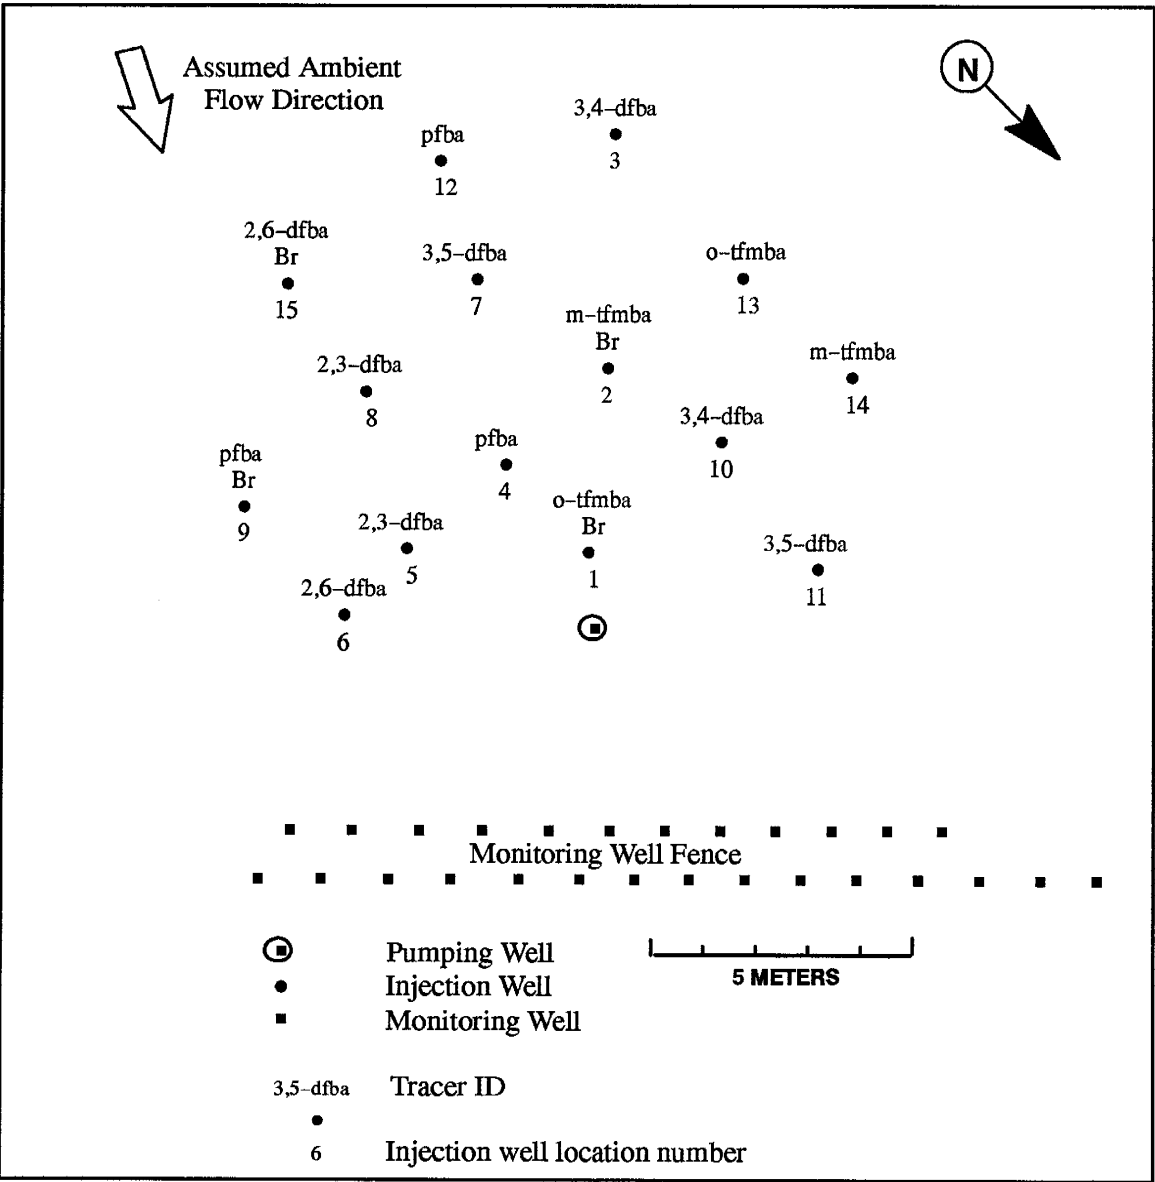 Assumed Ambient
Flow Direction
N
3,4-dfba
3
pfba
12
2,6-dfba
Br
15
3,5-dfba
7
o-tfmba
13
m-tfmba
Br
2
2,3-dfba
8
m-tfmba
14
3,4-dfba
10
pfba
4
pfba
Br
9
o-tfmba
Br
1
2,3-dfba
5
3,5-dfba
11
2,6-dfba
6
Monitoring Well Fence
5 METERS
Pumping Well
Injection Well
Monitoring Well
3,5-dfba Tracer ID
6 Injection well location number